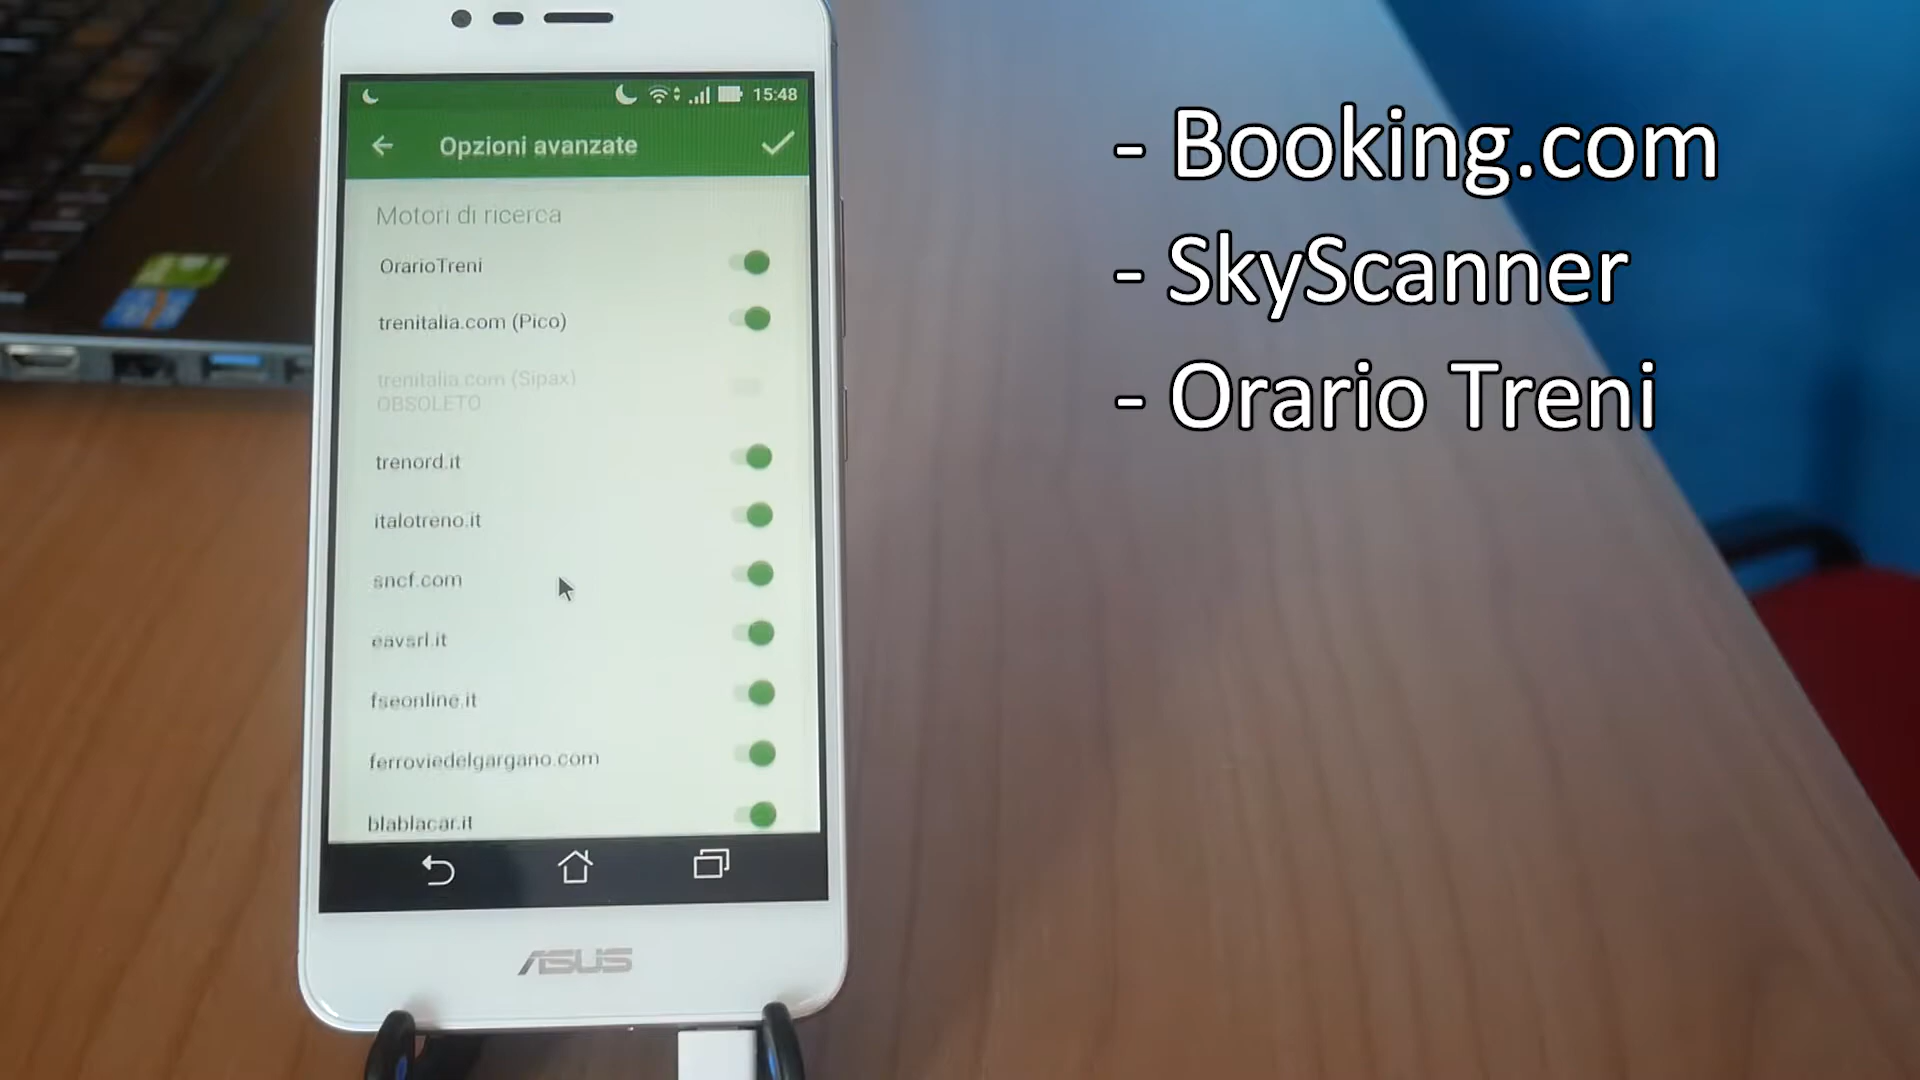 15:48
Opzioni avanzate
Motori di ricerca
OrarioTreni
trenitalia.com (Pico)
trenitalia.com (Sipax)
OBSOLETO
trenord.it
italotreno.it
sncf.com
eavsrl.it
fseonline.it
ferroviedelgargano.com
blablacar.it
ASUS
- Booking.com
- SkyScanner
- Orario Treni